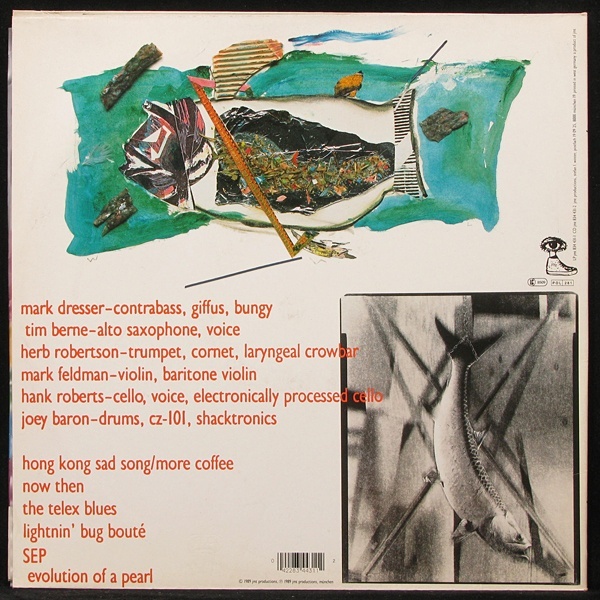 mark dresser-contrabass, giffus, bungy
tim berne-alto saxophone, voice
herb robertson-trumpet, cornet, laryngeal crowbar
mark feldman-violin, baritone violin
hank roberts-cello, voice, electronically processed cello
joey baron-drums, cz-101, shacktronics
hong kong sad song/more coffee
now then
the telex blues
lightnin' bug bouté
SEP
evolution of a pearl